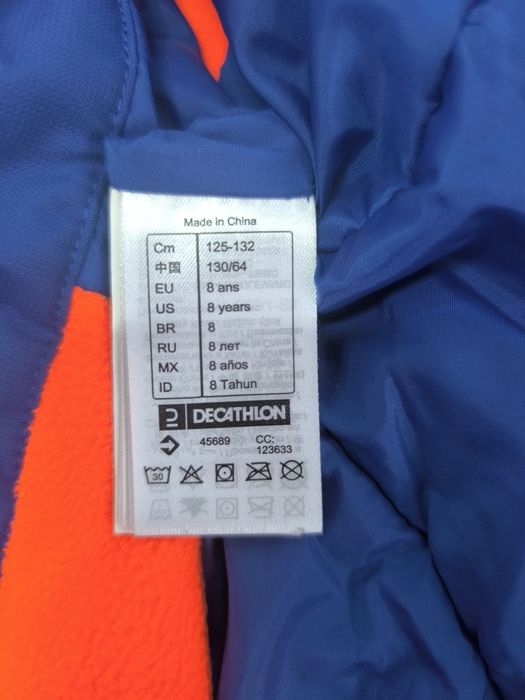 Made in China
Cm 125-132
中国 130/64
EU 8 ans
US 8 years
BR 8
RU 8 лет
MX 8 años
ID 8 Tahun
DECATHLON
45689 CC:
123633
30